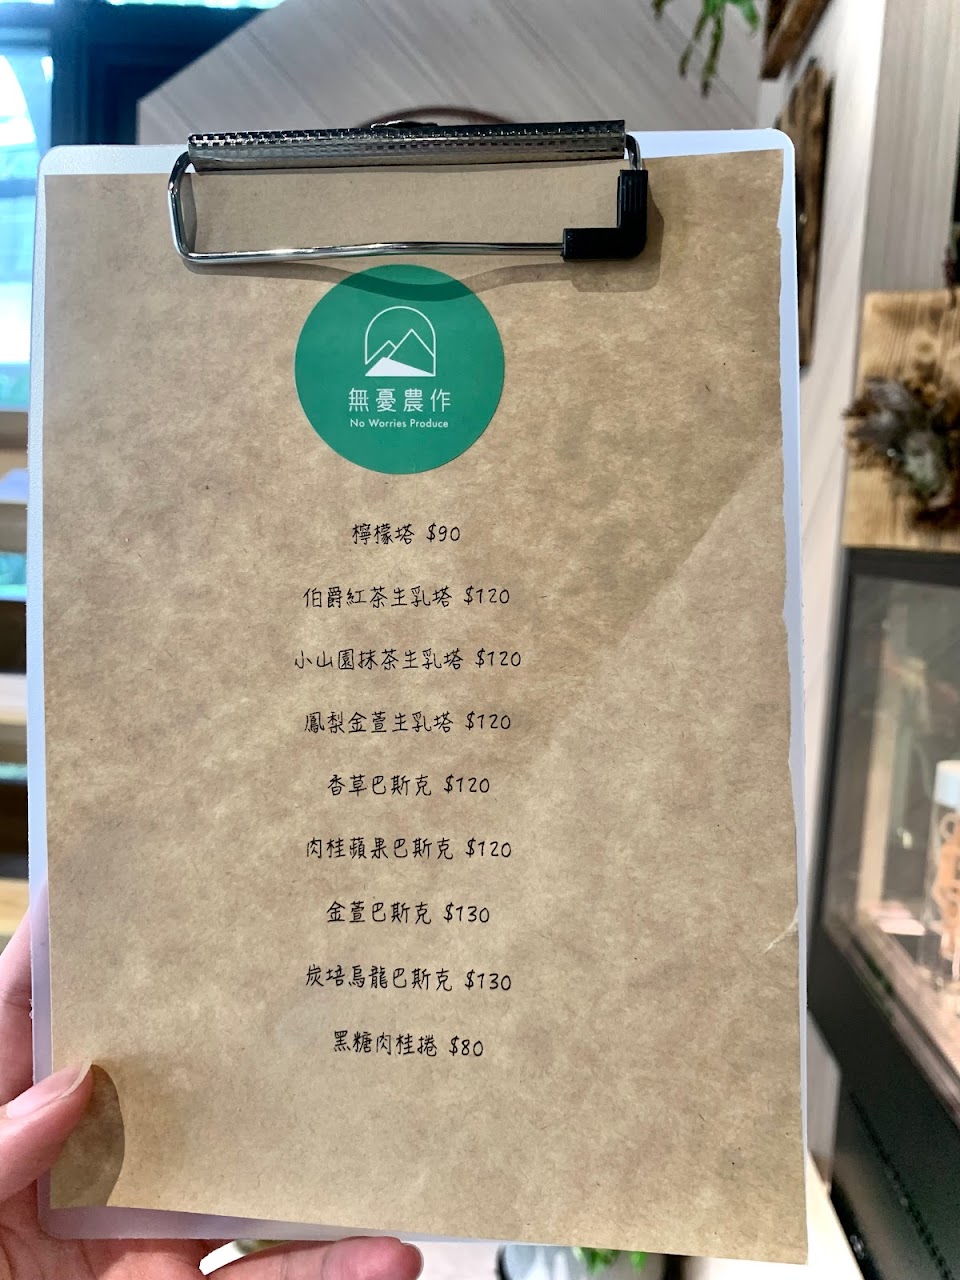 無憂農作
No Worries Produce
檸檬塔 $90
伯爵紅茶生乳塔 $120
小山園抹茶生乳塔 $120
鳳梨金萱生乳塔 $120
香草巴斯克 $120
肉桂蘋果巴斯克 $120
金萱巴斯克 $130
炭培烏龍巴斯克 $130
黑糖肉桂捲 $80